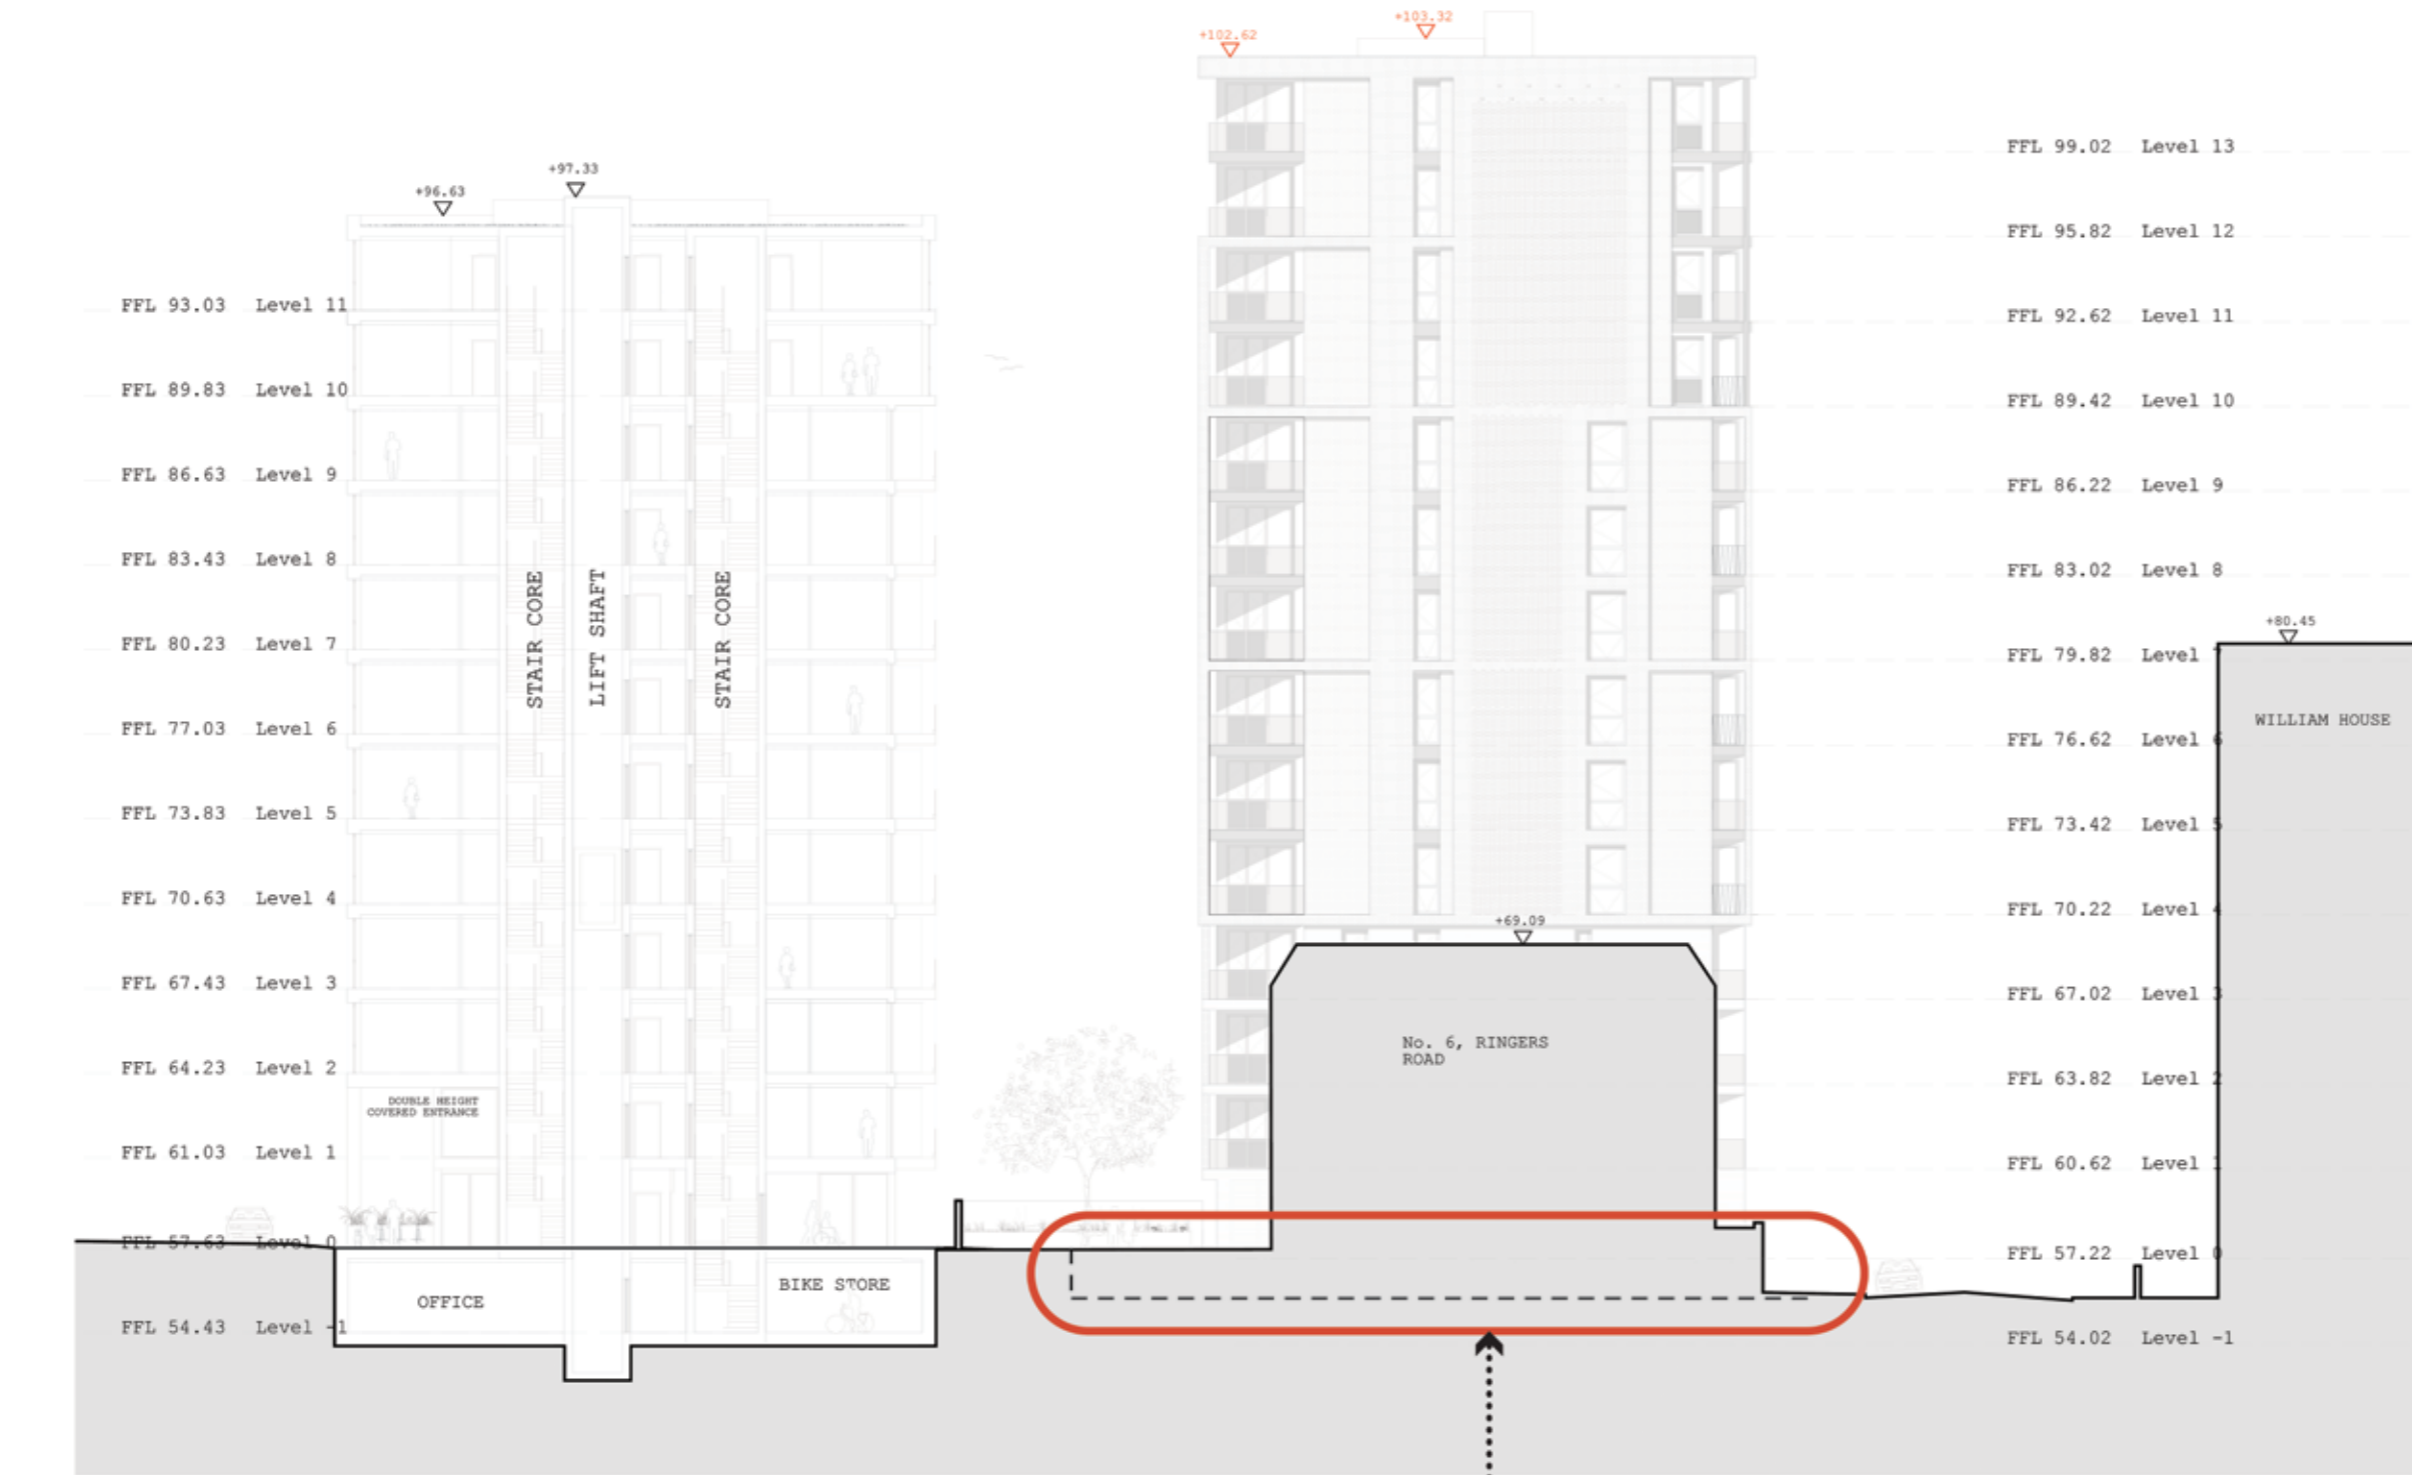 +103.32
+102.62
+97.33
+96.63
FFL 99.02 Level 13
FFL 95.82 Level 12
FFL 93.03 Level 11
FFL 92.62 Level 11
FFL 89.83 Level 10
FFL 89.42 Level 10
FFL 86.63 Level 9
FFL 86.22 Level 9
FFL 83.43 Level 8
FFL 83.02 Level 8
STAIR CORE
LIFT SHAFT
STAIR CORE
+80.45
FFL 80.23 Level 7
FFL 79.82 Level
WILLIAM HOUSE
FFL 77.03 Level 6
FFL 76.62 Level 6
FFL 73.83 Level 5
FFL 73.42 Level 5
FFL 70.63 Level 4
FFL 70.22 Level 4
+69.09
FFL 67.43 Level 3
FFL 67.02 Level 3
No. 6, RINGERS
ROAD
FFL 64.23 Level 2
FFL 63.82 Level 2
DOUBLE HEIGHT
COVERED ENTRANCE
FFL 61.03 Level 1
FFL 60.62 Level 1
FFL 57.63 Level 0
FFL 57.22 Level 0
BIKE STORE
OFFICE
FFL 54.43 Level -1
FFL 54.02 Level -1